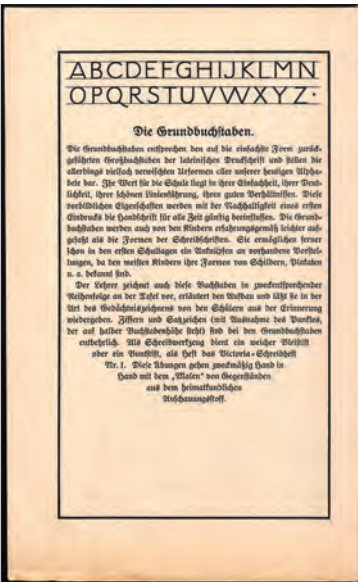 ABCDEFGHIJKLMN
OPQRSTUVWXYZ·
Die Grundbuchstaben.
Die Grundbuchstaben entsprechen den auf die einfachste Form zurück-
geführten Großbuchstaben der lateinischen Druckschrift und stellen die
allerdings vielfach verwischten Urformen aller unserer heutigen Alpha-
bete dar. Ihr Wert für die Schule liegt in ihrer Einfachheit, ihrer Deut-
lichkeit, ihrer schönen Linienführung, ihren guten Verhältnissen. Diese
vorbildlichen Eigenschaften werden mit der Nachhaltigkeit eines ersten
Eindrucks die Handschrift für alle Zeit günstig beeinflussen. Die Grund-
buchstaben werden auch von den Kindern erfahrungsgemäß leichter auf-
gefaßt als die Formen der Schreibschriften. Sie ermöglichen ferner
schon in den ersten Schultagen ein Anknüpfen an vorhandene Vorstel-
lungen, da den meisten Kindern ihre Formen von Schildern, Plakaten
u. a. bekannt sind.
Der Lehrer zeichnet auch diese Buchstaben in zweckentsprechender
Reihenfolge an der Tafel vor, erläutert den Aufbau und läßt sie in der
Art des Gedächtniszeichnens von den Schülern aus der Erinnerung
wiedergeben. Ziffern und Satzzeichen (mit Ausnahme des Punktes,
der auf halber Buchstabenhöhe steht) sind bei den Grundbuchstaben
entbehrlich. Als Schreibwerkzeug dient ein weicher Bleistift
oder ein Buntstift, als Heft das Victoria-Schreibheft
Nr. 1. Diese Übungen gehen zweckmäßig Hand in
Hand mit dem „Malen“ von Gegenständen
aus dem heimatkundlichen
Anschauungsstoff.